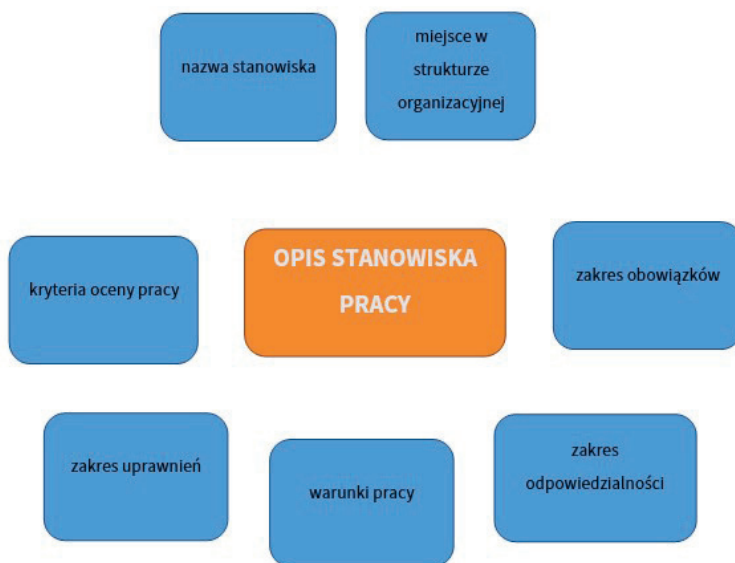 nazwa stanowiska
miejsce w
strukturze
organizacyjnej
kryteria oceny pracy
OPIS STANOWISKA
PRACY
zakres obowiązków
zakres uprawnień
warunki pracy
zakres
odpowiedzialności